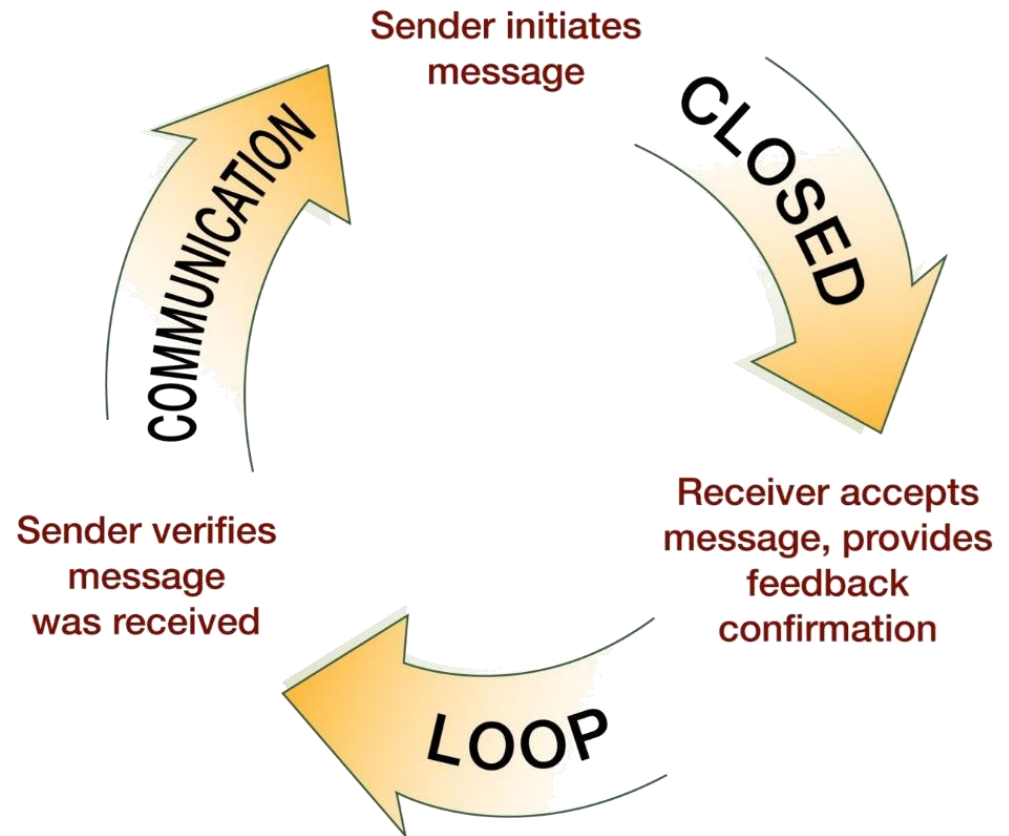 Sender initiates
message
CLOSED
Receiver accepts
message, provides
feedback
confirmation
LOOP
Sender verifies
message
was received
COMMUNICATION